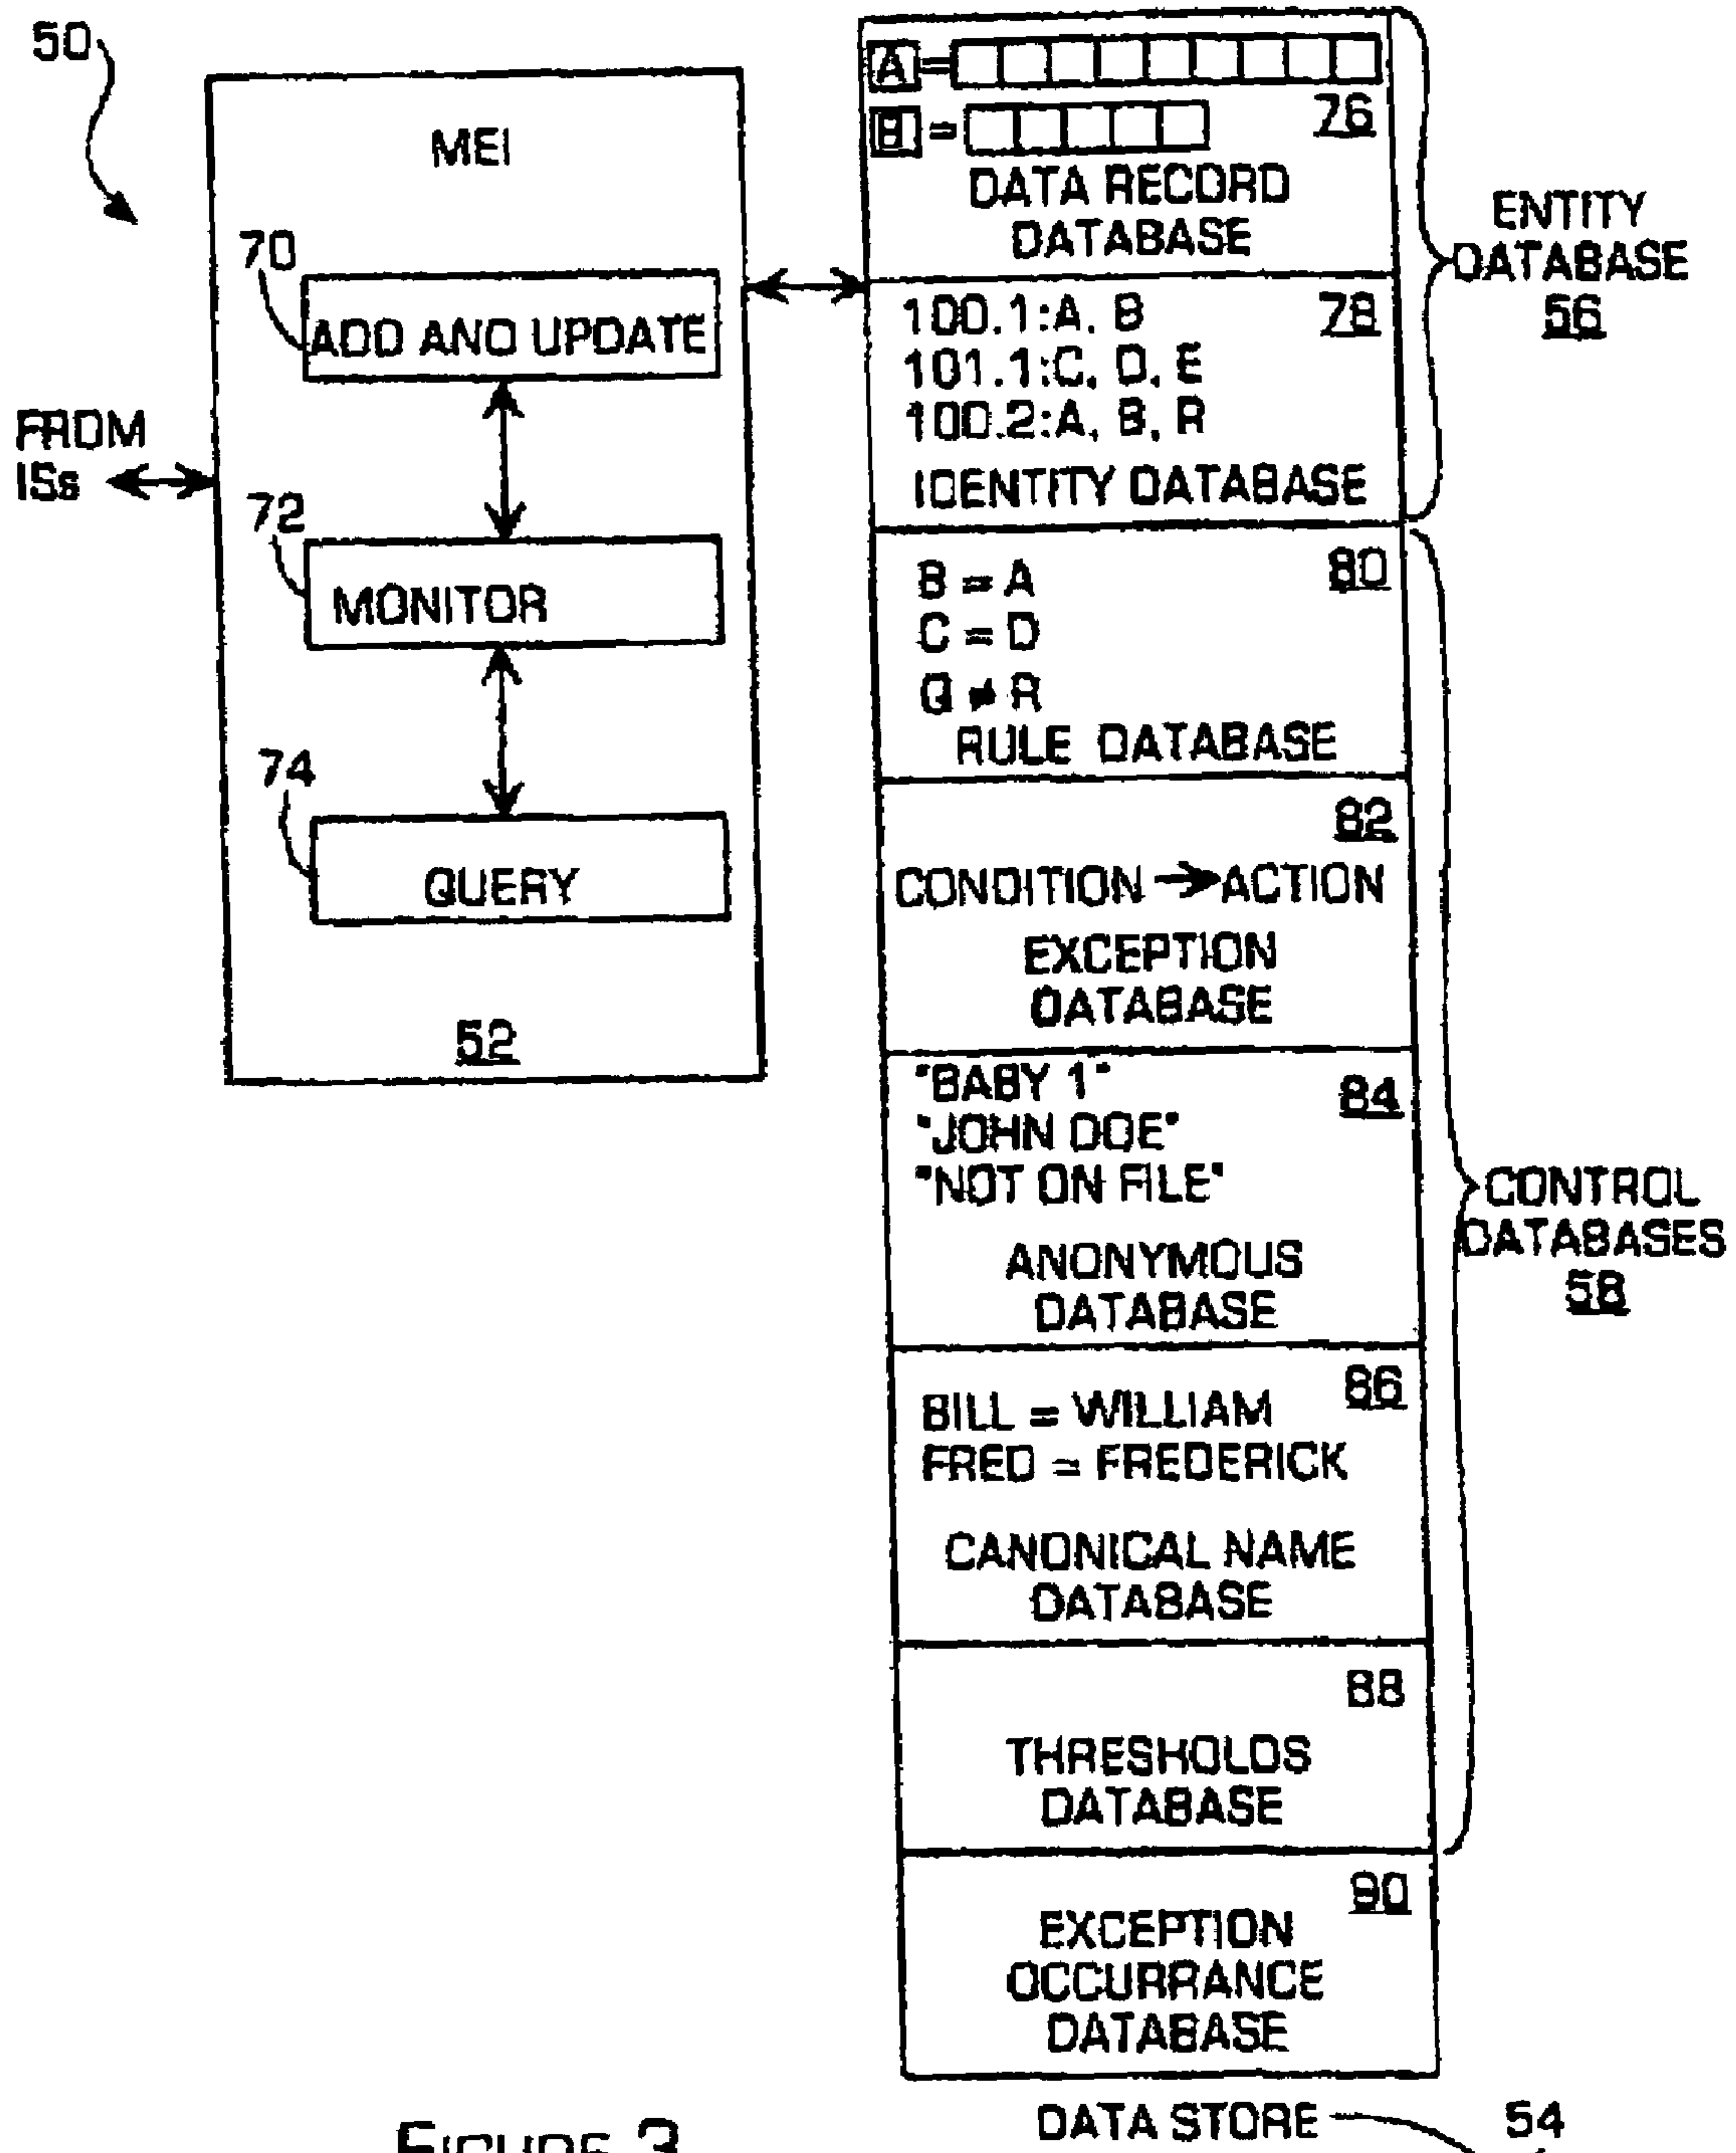 50
MEI
70
ADD AND UPDATE
FROM
ISs
72
MONITOR
74
QUERY
52
A =
76
B =
DATA RECORD
DATABASE
ENTITY
DATABASE
56
100.1:A, B
78
101.1:C, D, E
100.2:A, B, R
IDENTITY DATABASE
80
B = A
C = D
Q ≠ R
RULE DATABASE
82
CONDITION → ACTION
EXCEPTION
DATABASE
"BABY 1"
84
"JOHN DOE"
"NOT ON FILE"
ANONYMOUS
DATABASE
CONTROL
DATABASES
58
86
BILL = WILLIAM
FRED = FREDERICK
CANONICAL NAME
DATABASE
88
THRESHOLDS
DATABASE
90
EXCEPTION
OCCURRANCE
DATABASE
DATA STORE
54
FIGURE 3